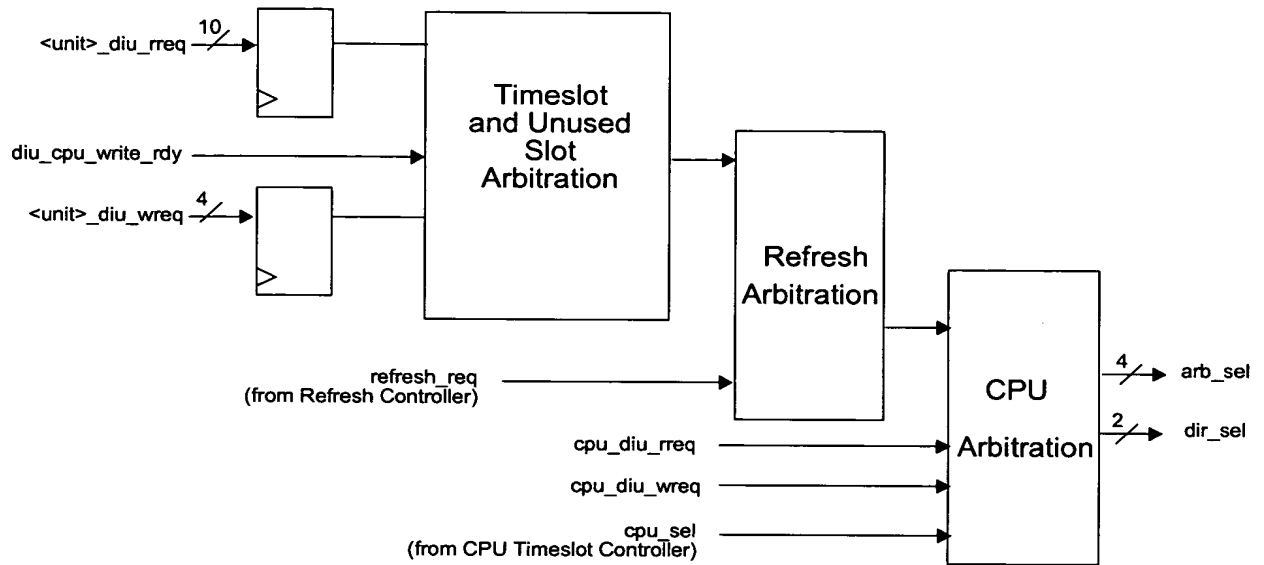 <unit>_diu_rreq
10
diu_cpu_write_rdy
<unit>_diu_wreq
4
Timeslot
and Unused
Slot
Arbitration
Refresh
Arbitration
refresh_req
(from Refresh Controller)
cpu_diu_rreq
cpu_diu_wreq
cpu_sel
(from CPU Timeslot Controller)
CPU
Arbitration
4
arb_sel
2
dir_sel